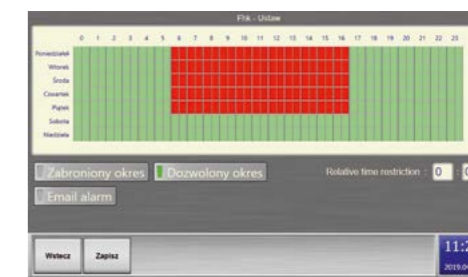 Fhk - Ustaw
0 1 2 3 4 5 6 7 8 9 10 11 12 13 14 15 16 17 18 19 20 21 22 23
Poniedziałek
Wtorek
Środa
Czwartek
Piątek
Sobota
Niedziela
Zabroniony okres Dozwolony okres Relative time restriction : 0 : 0
Email alarm
Wstecz Zapisz 11:2
2019.0